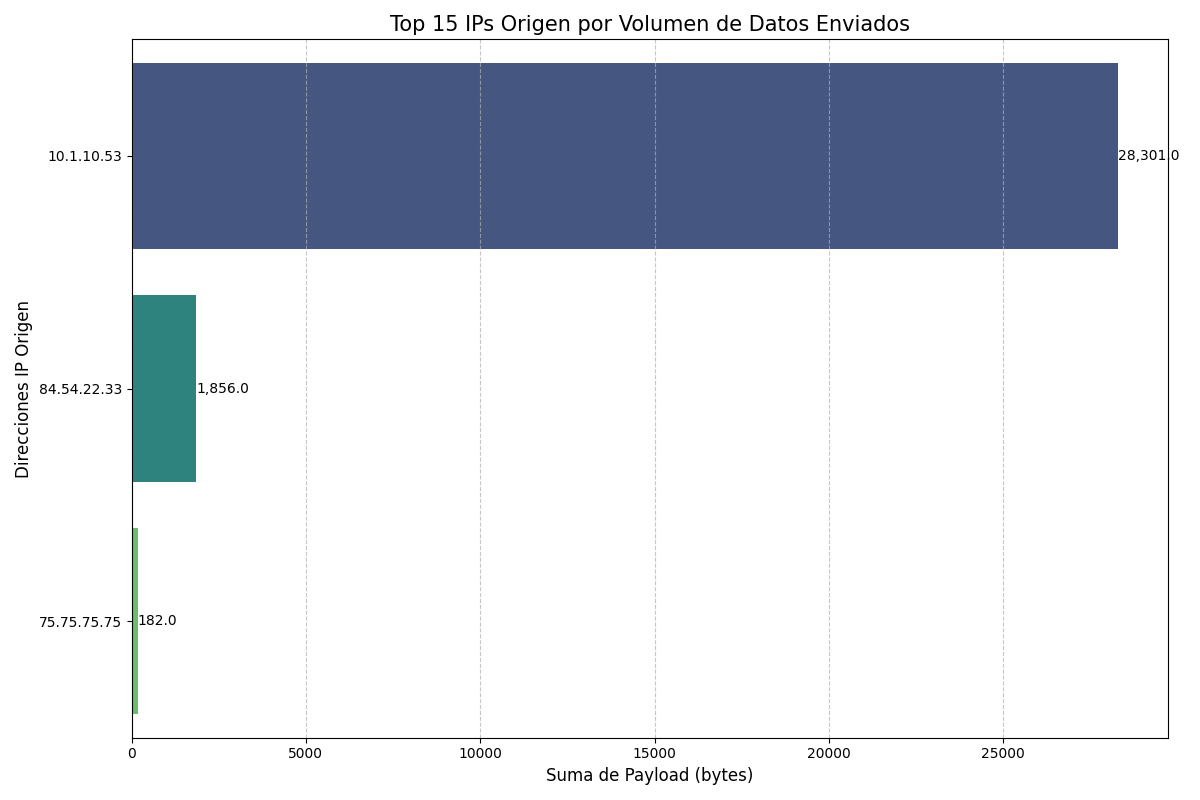 Top 15 IPs Origen por Volumen de Datos Enviados
Direcciones IP Origen
10.1.10.53
28,301.0
84.54.22.33
1,856.0
75.75.75.75
182.0
0 5000 10000 15000 20000 25000
Suma de Payload (bytes)